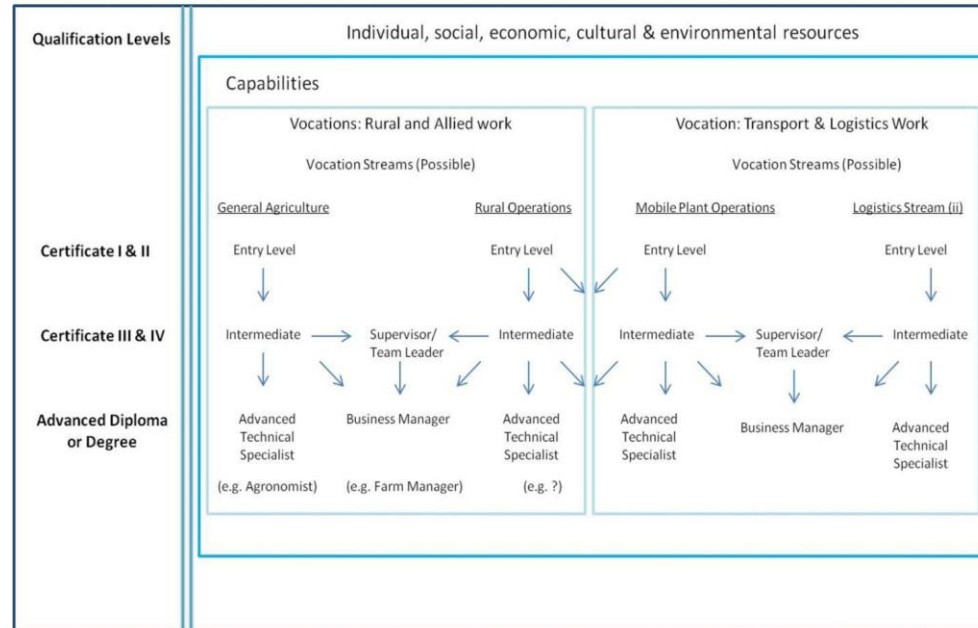 Qualification Levels
Individual, social, economic, cultural & environmental resources
Capabilities
Vocations: Rural and Allied work
Vocation: Transport & Logistics Work
Vocation Streams (Possible)
Vocation Streams (Possible)
General Agriculture
Rural Operations
Mobile Plant Operations
Logistics Stream (ii)
Certificate I & II
Entry Level
Entry Level
Entry Level
Entry Level
Certificate III & IV
Intermediate
Supervisor/
Team Leader
Intermediate
Intermediate
Supervisor/
Team Leader
Intermediate
Advanced Diploma
or Degree
Advanced
Technical
Specialist
Business Manager
Advanced
Technical
Specialist
Advanced
Technical
Specialist
Business Manager
Advanced
Technical
Specialist
(e.g. Agronomist)
(e.g. Farm Manager)
(e.g. ?)